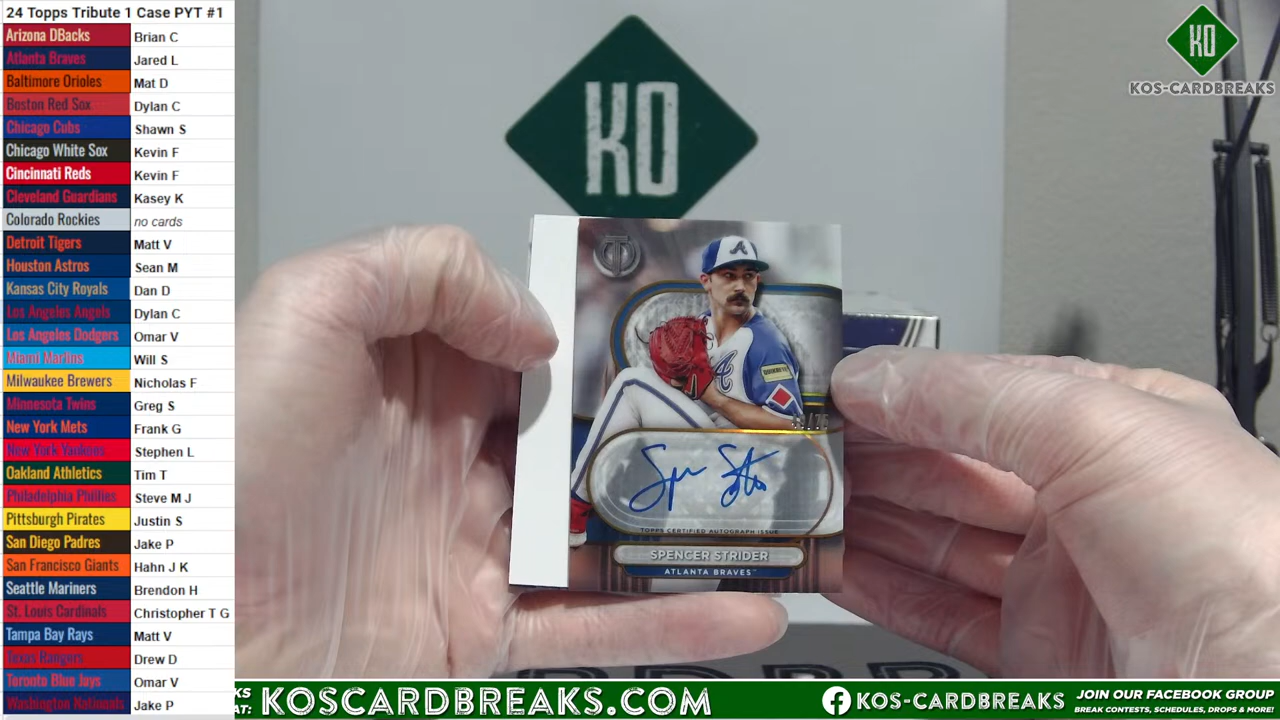 24 Topps Tribute 1 Case PYT #1
Arizona DBacks Brian C
Atlanta Braves Jared L
Baltimore Orioles Mat D
Boston Red Sox Dylan C
Chicago Cubs Shawn S
Chicago White Sox Kevin F
Cincinnati Reds Kevin F
Cleveland Guardians Kasey K
Colorado Rockies no cards
Detroit Tigers Matt V
Houston Astros Sean M
Kansas City Royals Dan D
Los Angeles Angels Dylan C
Los Angeles Dodgers Omar V
Miami Marlins Will S
Milwaukee Brewers Nicholas F
Minnesota Twins Greg S
New York Mets Frank G
New York Yankees Stephen L
Oakland Athletics Tim T
Philadelphia Phillies Steve M J
Pittsburgh Pirates Justin S
San Diego Padres Jake P
San Francisco Giants Hahn J K
Seattle Mariners Brendon H
St. Louis Cardinals Christopher T G
Tampa Bay Rays Matt V
Texas Rangers Drew D
Toronto Blue Jays Omar V
Washington Nationals Jake P
KO
KO
KOS-CARDBREAKS
A
TOPPS CERTIFIED AUTOGRAPH ISSUE
SPENCER STRIDER
ATLANTA BRAVES™
KS
AT:
KOSCARDBREAKS.COM
KOS-CARDBREAKS
JOIN OUR FACEBOOK GROUP
BREAK CONTESTS, SCHEDULES, DROPS & MORE!